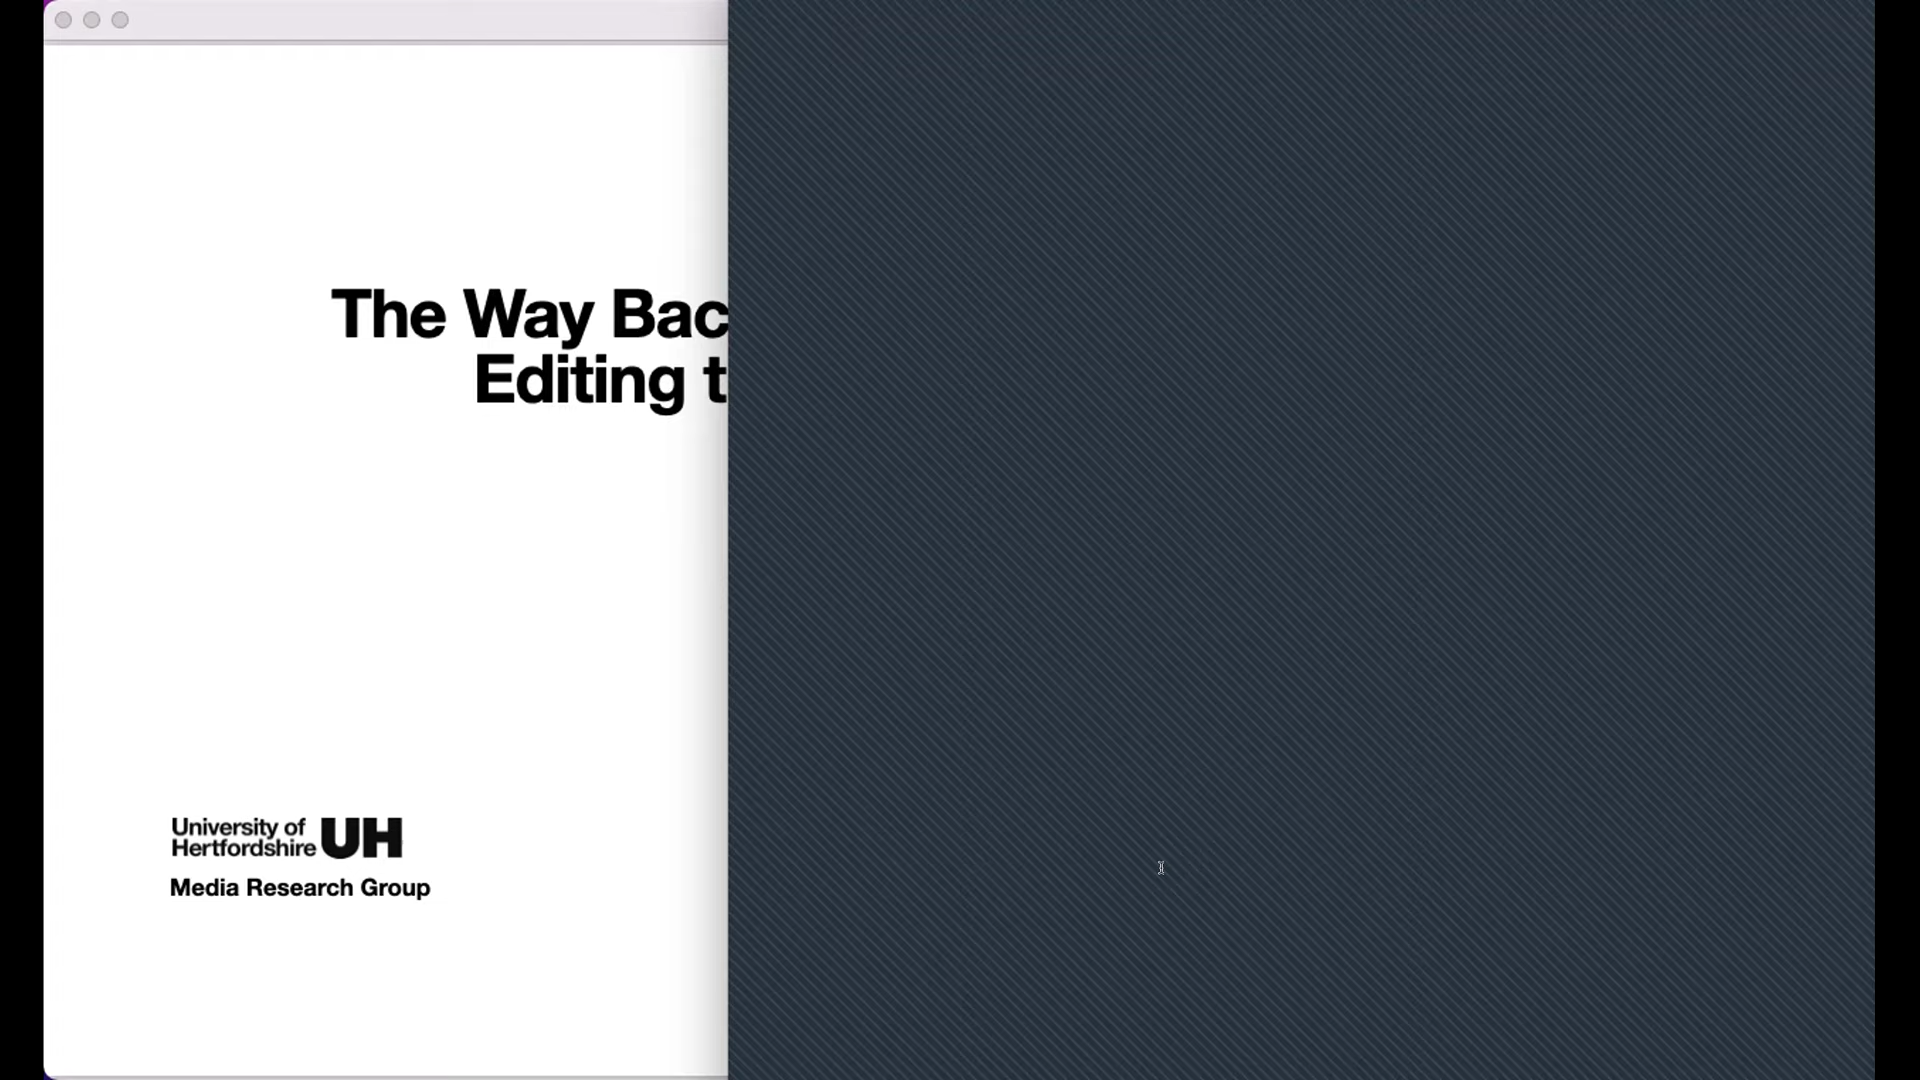 The Way Bac
Editing t
University of
Hertfordshire UH
Media Research Group